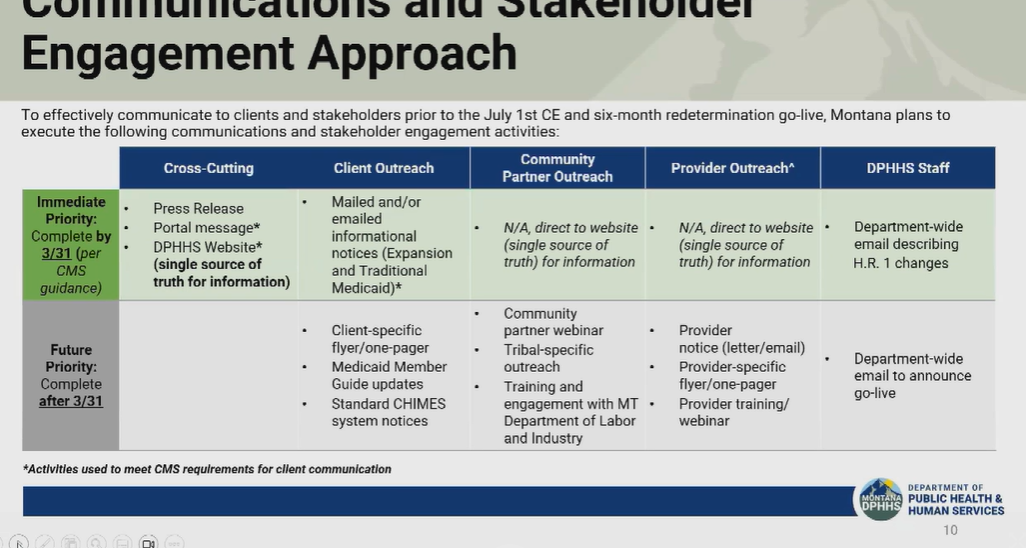 Communications and Stakeholder
Engagement Approach
To effectively communicate to clients and stakeholders prior to the July 1st CE and six-month redetermination go-live, Montana plans to
execute the following communications and stakeholder engagement activities:
Cross-Cutting
Client Outreach
Community
Partner Outreach
Provider Outreach^
DPHHS Staff
Immediate
Priority:
Complete by
3/31 (per
CMS
guidance)
• Press Release
• Portal message*
• DPHHS Website*
(single source of
truth for information)
• Mailed and/or
emailed
informational
notices (Expansion
and Traditional
Medicaid)*
• N/A, direct to website
(single source of
truth) for information
• N/A, direct to website
(single source of
truth) for information
• Department-wide
email describing
H.R. 1 changes
Future
Priority:
Complete
after 3/31
• Client-specific
flyer/one-pager
• Medicaid Member
Guide updates
• Standard CHIMES
system notices
• Community
partner webinar
• Tribal-specific
outreach
• Training and
engagement with MT
Department of Labor
and Industry
• Provider
notice (letter/email)
• Provider-specific
flyer/one-pager
• Provider training/
webinar
• Department-wide
email to announce
go-live
*Activities used to meet CMS requirements for client communication
MONTANA
DPHHS
DEPARTMENT OF
PUBLIC HEALTH &
HUMAN SERVICES
10